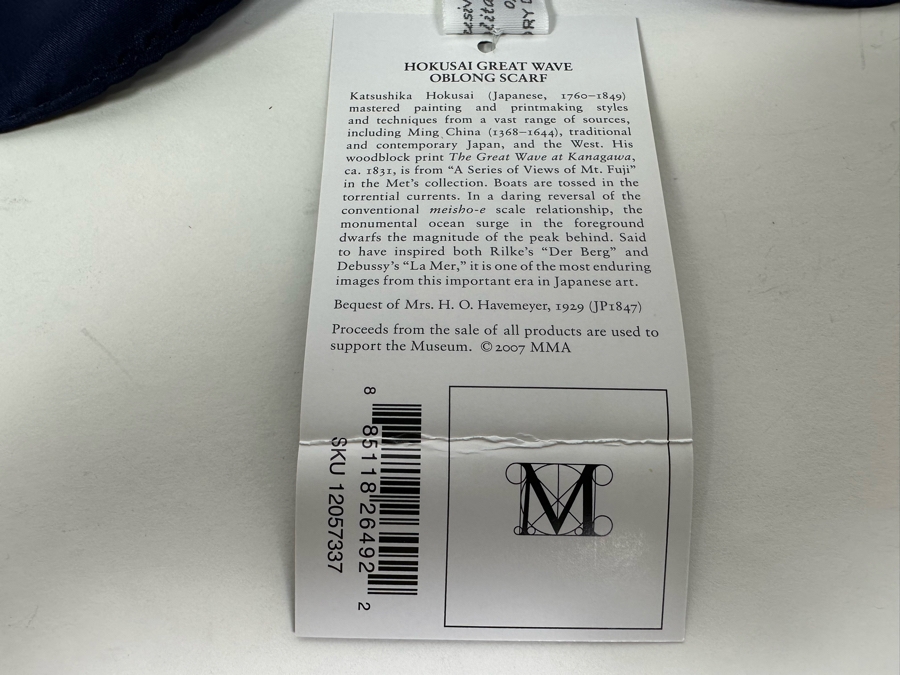 HOKUSAI GREAT WAVE
OBLONG SCARF
Katsushika Hokusai (Japanese, 1760–1849)
mastered painting and printmaking styles
and techniques from a vast range of sources,
including Ming China (1368–1644), traditional
and contemporary Japan, and the West. His
woodblock print The Great Wave at Kanagawa,
ca. 1831, is from “A Series of Views of Mt. Fuji”
in the Met’s collection. Boats are tossed in the
torrential currents. In a daring reversal of the
conventional meisho-e scale relationship, the
monumental ocean surge in the foreground
dwarfs the magnitude of the peak behind. Said
to have inspired both Rilke’s “Der Berg” and
Debussy’s “La Mer,” it is one of the most enduring
images from this important era in Japanese art.
Bequest of Mrs. H. O. Havemeyer, 1929 (JP1847)
Proceeds from the sale of all products are used to
support the Museum. © 2007 MMA
8 85118 26492 2
SKU 12057337
M